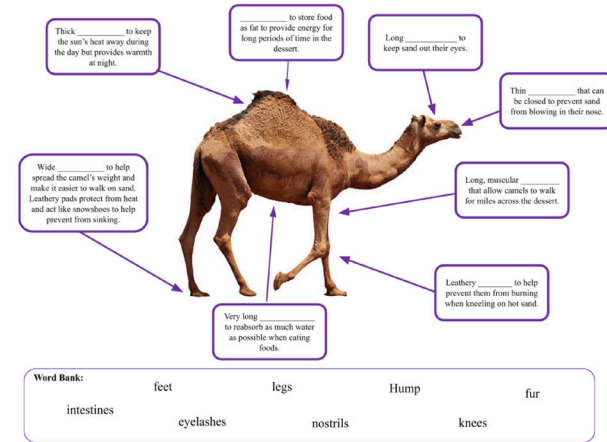 Thick ____________ to keep
the sun's heat away during
the day but provides warmth
at night.
____________ to store food
as fat to provide energy for
long periods of time in the
dessert.
Long ____________ to
keep sand out their eyes.
Thin ____________ that can
be closed to prevent sand
from blowing in their nose.
Wide ____________ to help
spread the camel's weight and
make it easier to walk on sand.
Leathery pads protect from heat
and act like snowshoes to help
prevent from sinking.
Long, muscular __________
that allow camels to walk
for miles across the dessert.
Leathery _________ to help
prevent them from burning
when kneeling on hot sand.
Very long ______________
to reabsorb as much water
as possible when eating
foods.
Word Bank:
feet legs Hump fur
intestines eyelashes nostrils knees